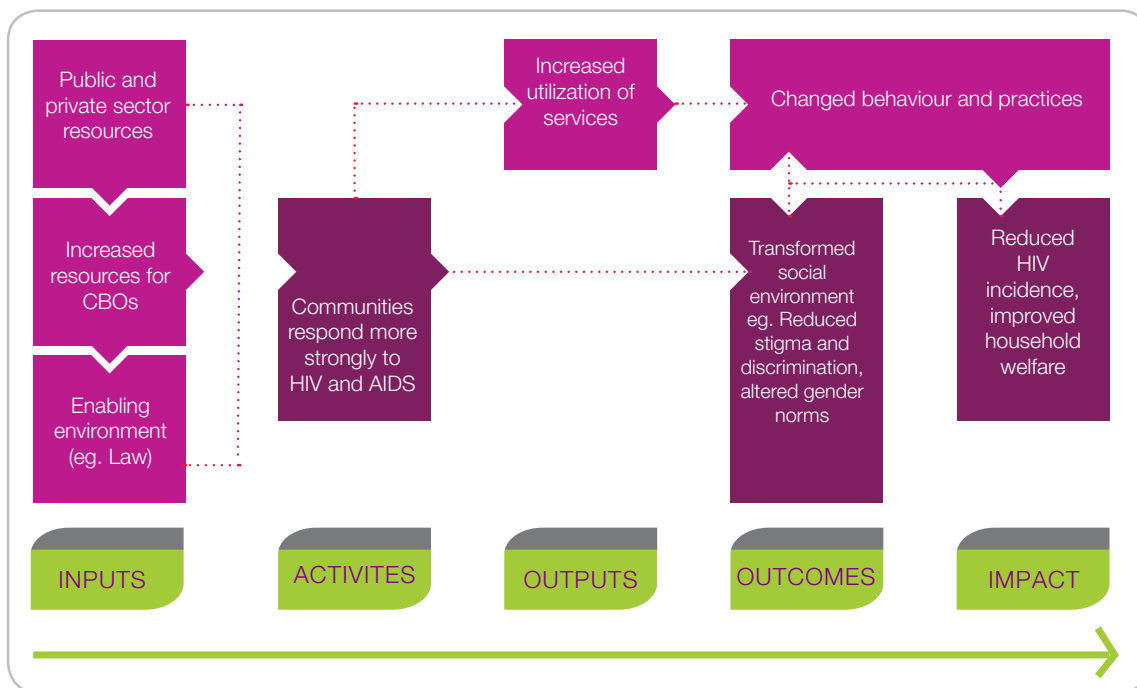 Public and
private sector
resources
Increased
resources for
CBOs
Enabling
environment
(eg. Law)
Communities
respond more
strongly to
HIV and AIDS
Increased
utilization of
services
Changed behaviour and practices
Transformed
social
environment
eg. Reduced
stigma and
discrimination,
altered gender
norms
Reduced
HIV
incidence,
improved
household
welfare
INPUTS
ACTIVITES
OUTPUTS
OUTCOMES
IMPACT